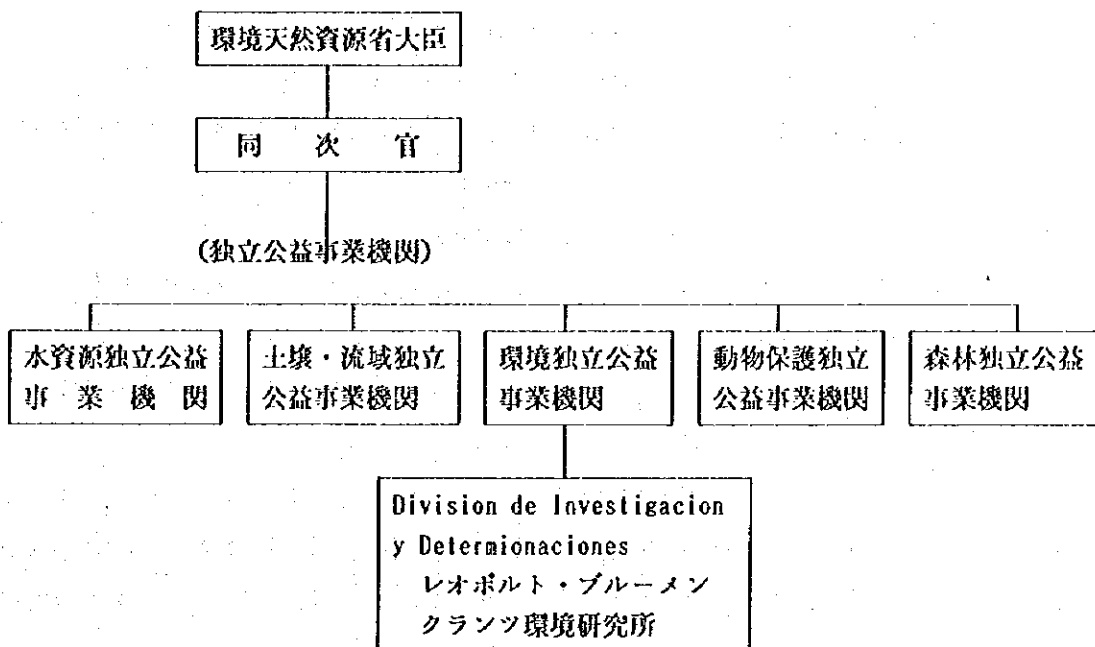 環境天然資源省大臣
同次官
(独立公益事業機関)
水資源独立公益
事業機関
土壌・流域独立
公益事業機関
環境独立公益
事業機関
動物保護独立
公益事業機関
森林独立公益
事業機関
Division de Investigacion
y Determionaciones
レオボルト・ブルーメン
クランツ環境研究所